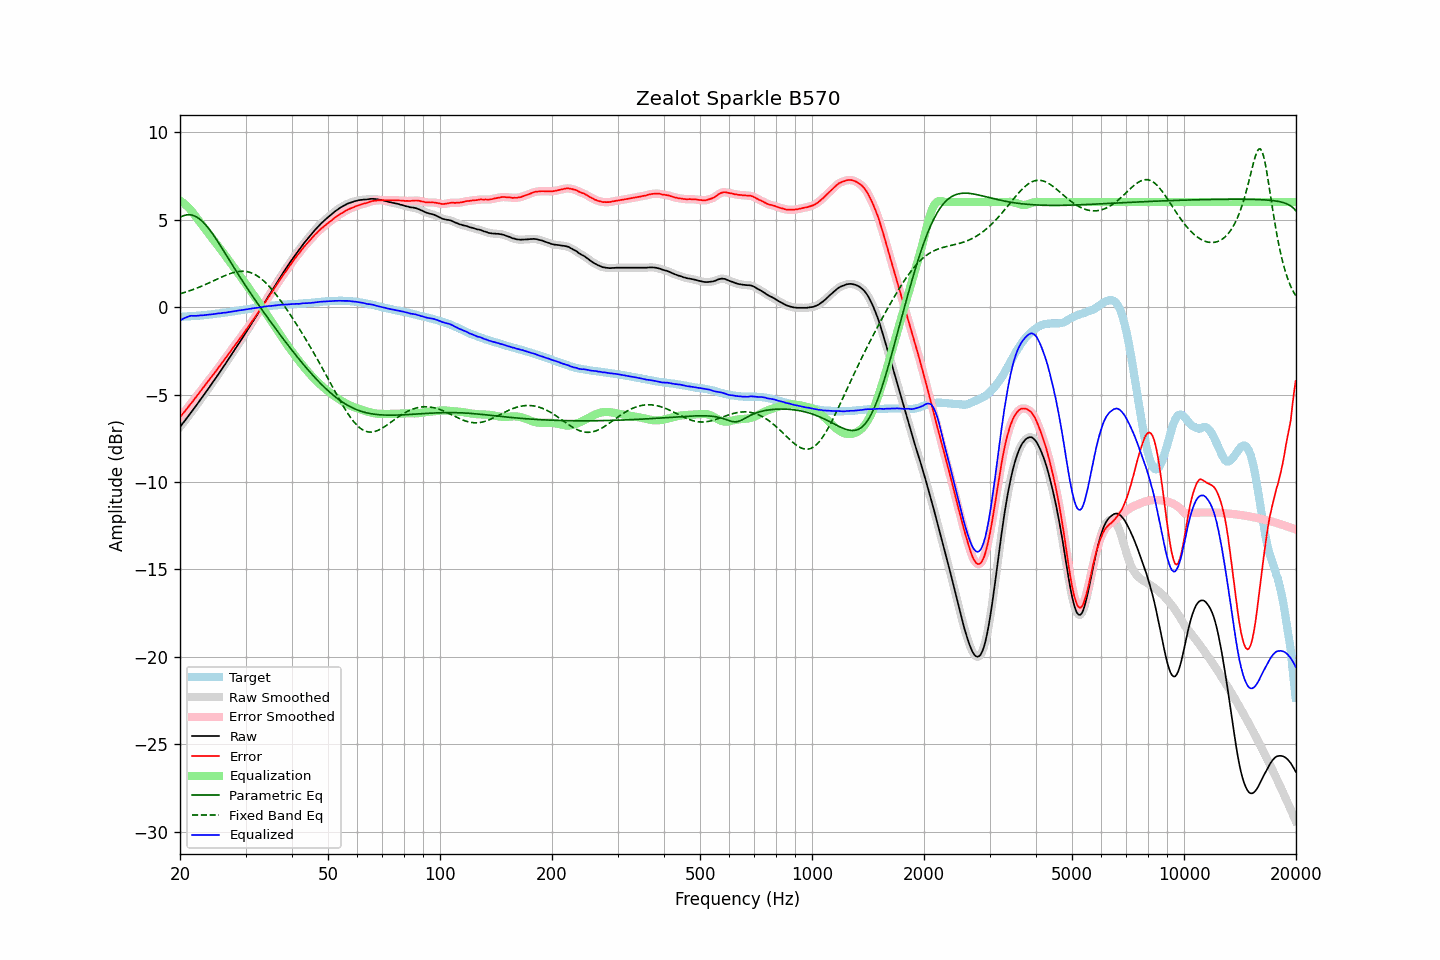 Zealot Sparkle B570
10
5
0
−5
−10
−15
−20
−25
−30
Amplitude (dBr)
Target
Raw Smoothed
Error Smoothed
Raw
Error
Equalization
Parametric Eq
Fixed Band Eq
Equalized
20 50 100 200 500 1000 2000 5000 10000 20000
Frequency (Hz)